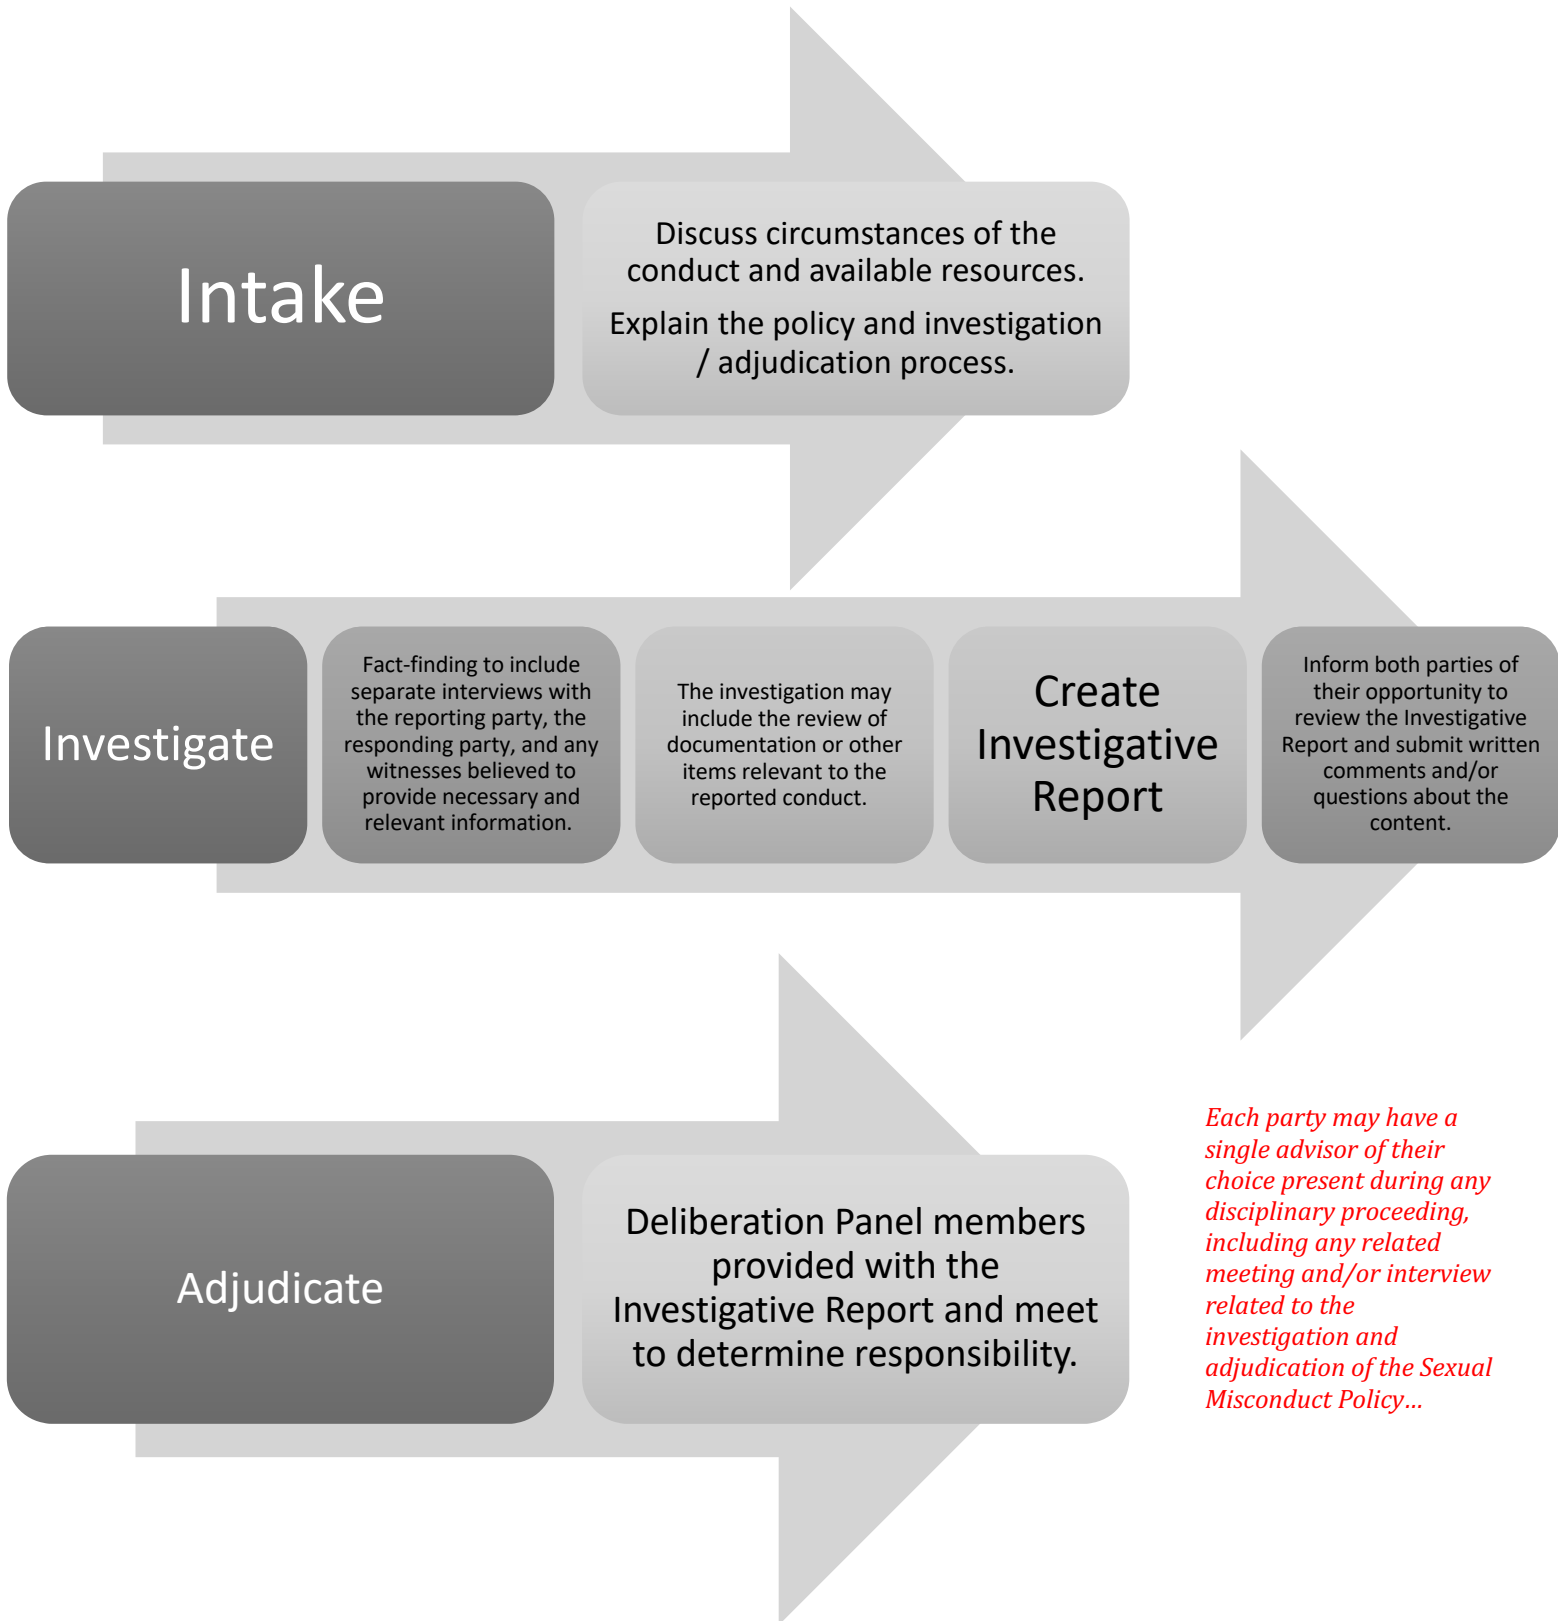 Intake
Discuss circumstances of the
conduct and available resources.
Explain the policy and investigation
/ adjudication process.
Investigate
Fact-finding to include
separate interviews with
the reporting party, the
responding party, and any
witnesses believed to
provide necessary and
relevant information.
The investigation may
include the review of
documentation or other
items relevant to the
reported conduct.
Create
Investigative
Report
Inform both parties of
their opportunity to
review the Investigative
Report and submit written
comments and/or
questions about the
content.
Adjudicate
Deliberation Panel members
provided with the
Investigative Report and meet
to determine responsibility.
Each party may have a
single advisor of their
choice present during any
disciplinary proceeding,
including any related
meeting and/or interview
related to the
investigation and
adjudication of the Sexual
Misconduct Policy…